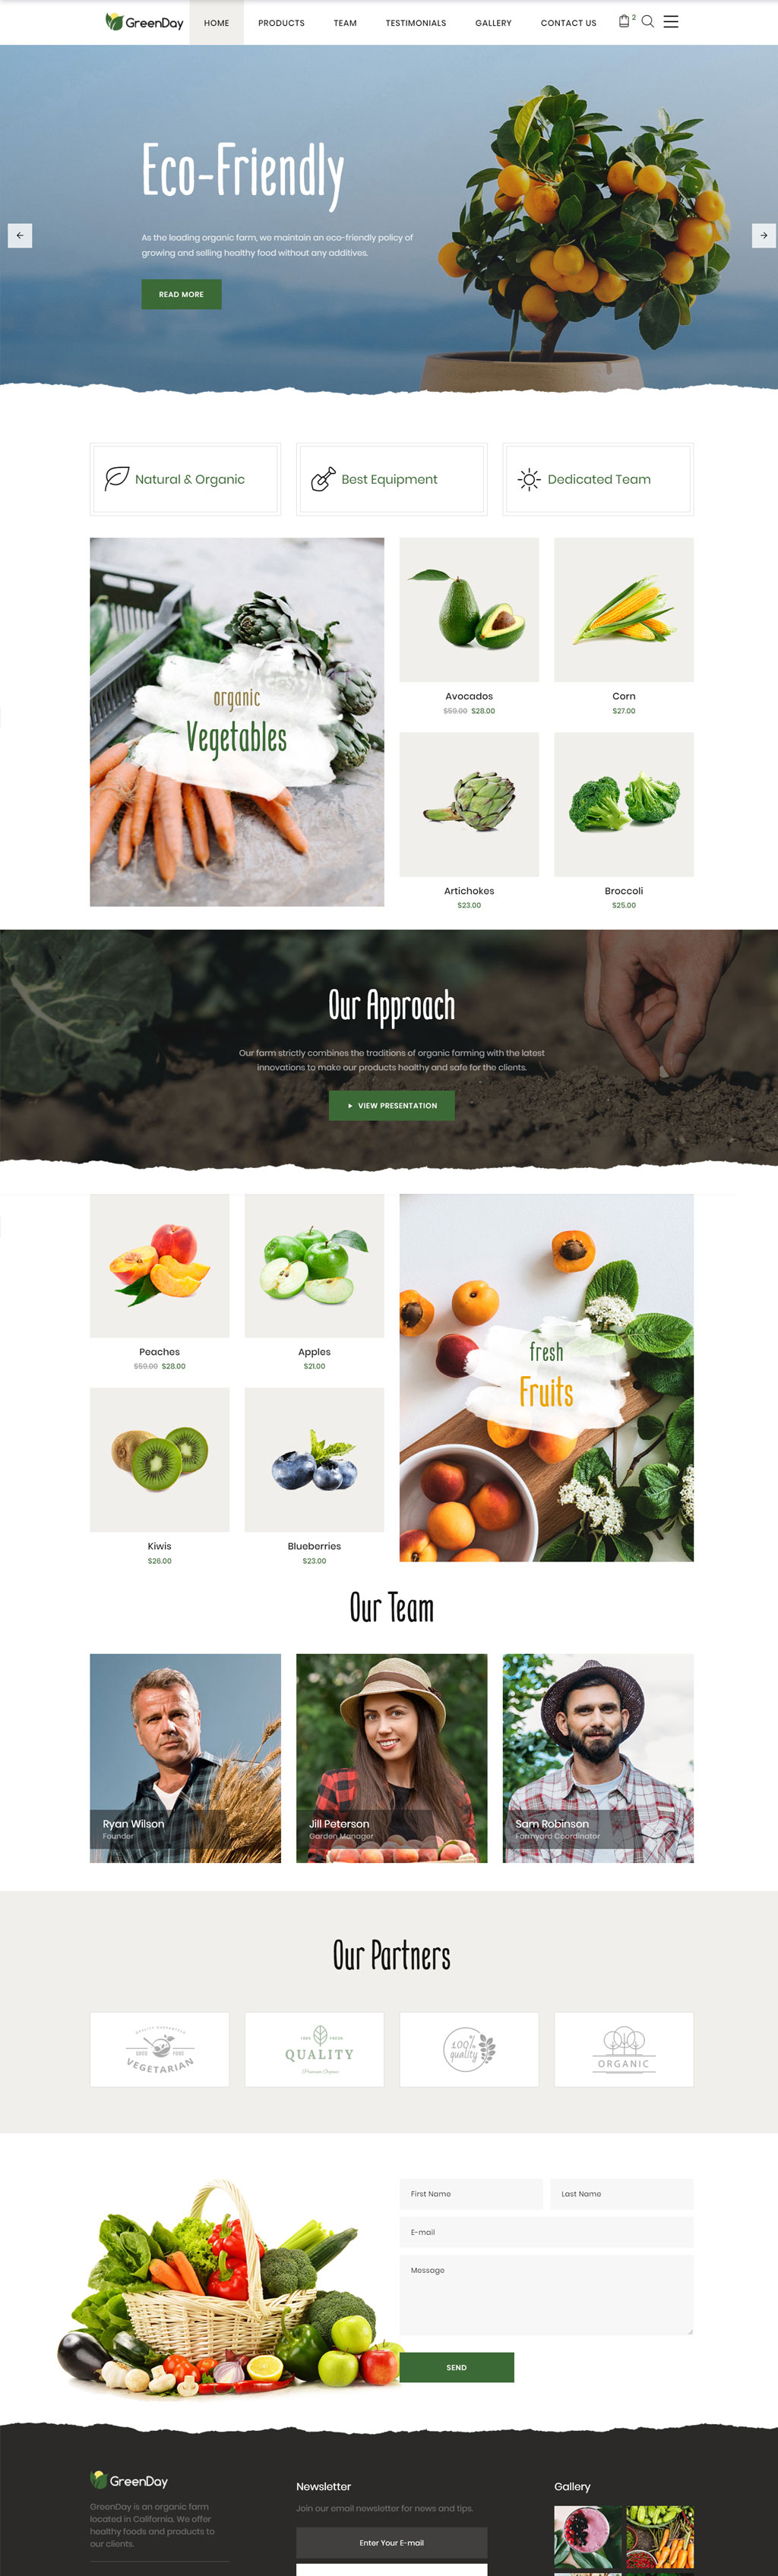 GreenDay
HOME
PRODUCTS
TEAM
TESTIMONIALS
GALLERY
CONTACT US
2
Eco-Friendly
As the leading organic farm, we maintain an eco-friendly policy of
growing and selling healthy food without any additives.
READ MORE
Natural & Organic
Best Equipment
Dedicated Team
organic
Vegetables
Avocados
$59.00 $28.00
Corn
$27.00
Artichokes
$23.00
Broccoli
$25.00
Our Approach
Our farm strictly combines the traditions of organic farming with the latest
innovations to make our products healthy and safe for the clients.
VIEW PRESENTATION
Peaches
$59.00 $28.00
Apples
$21.00
Kiwis
$26.00
Blueberries
$23.00
fresh
Fruits
Our Team
Ryan Wilson
Founder
Jill Peterson
Garden Manager
Sam Robinson
Farmyard Coordinator
Our Partners
QUALITY GUARANTEED
GOOD FOOD
VEGETARIAN
100% FRESH
QUALITY
Premium Organic
100%
quality
ORGANIC
First Name
Last Name
E-mail
Message
SEND
GreenDay
GreenDay is an organic farm
located in California. We offer
healthy foods and products to
our clients.
Newsletter
Join our email newsletter for news and tips.
Enter Your E-mail
Gallery